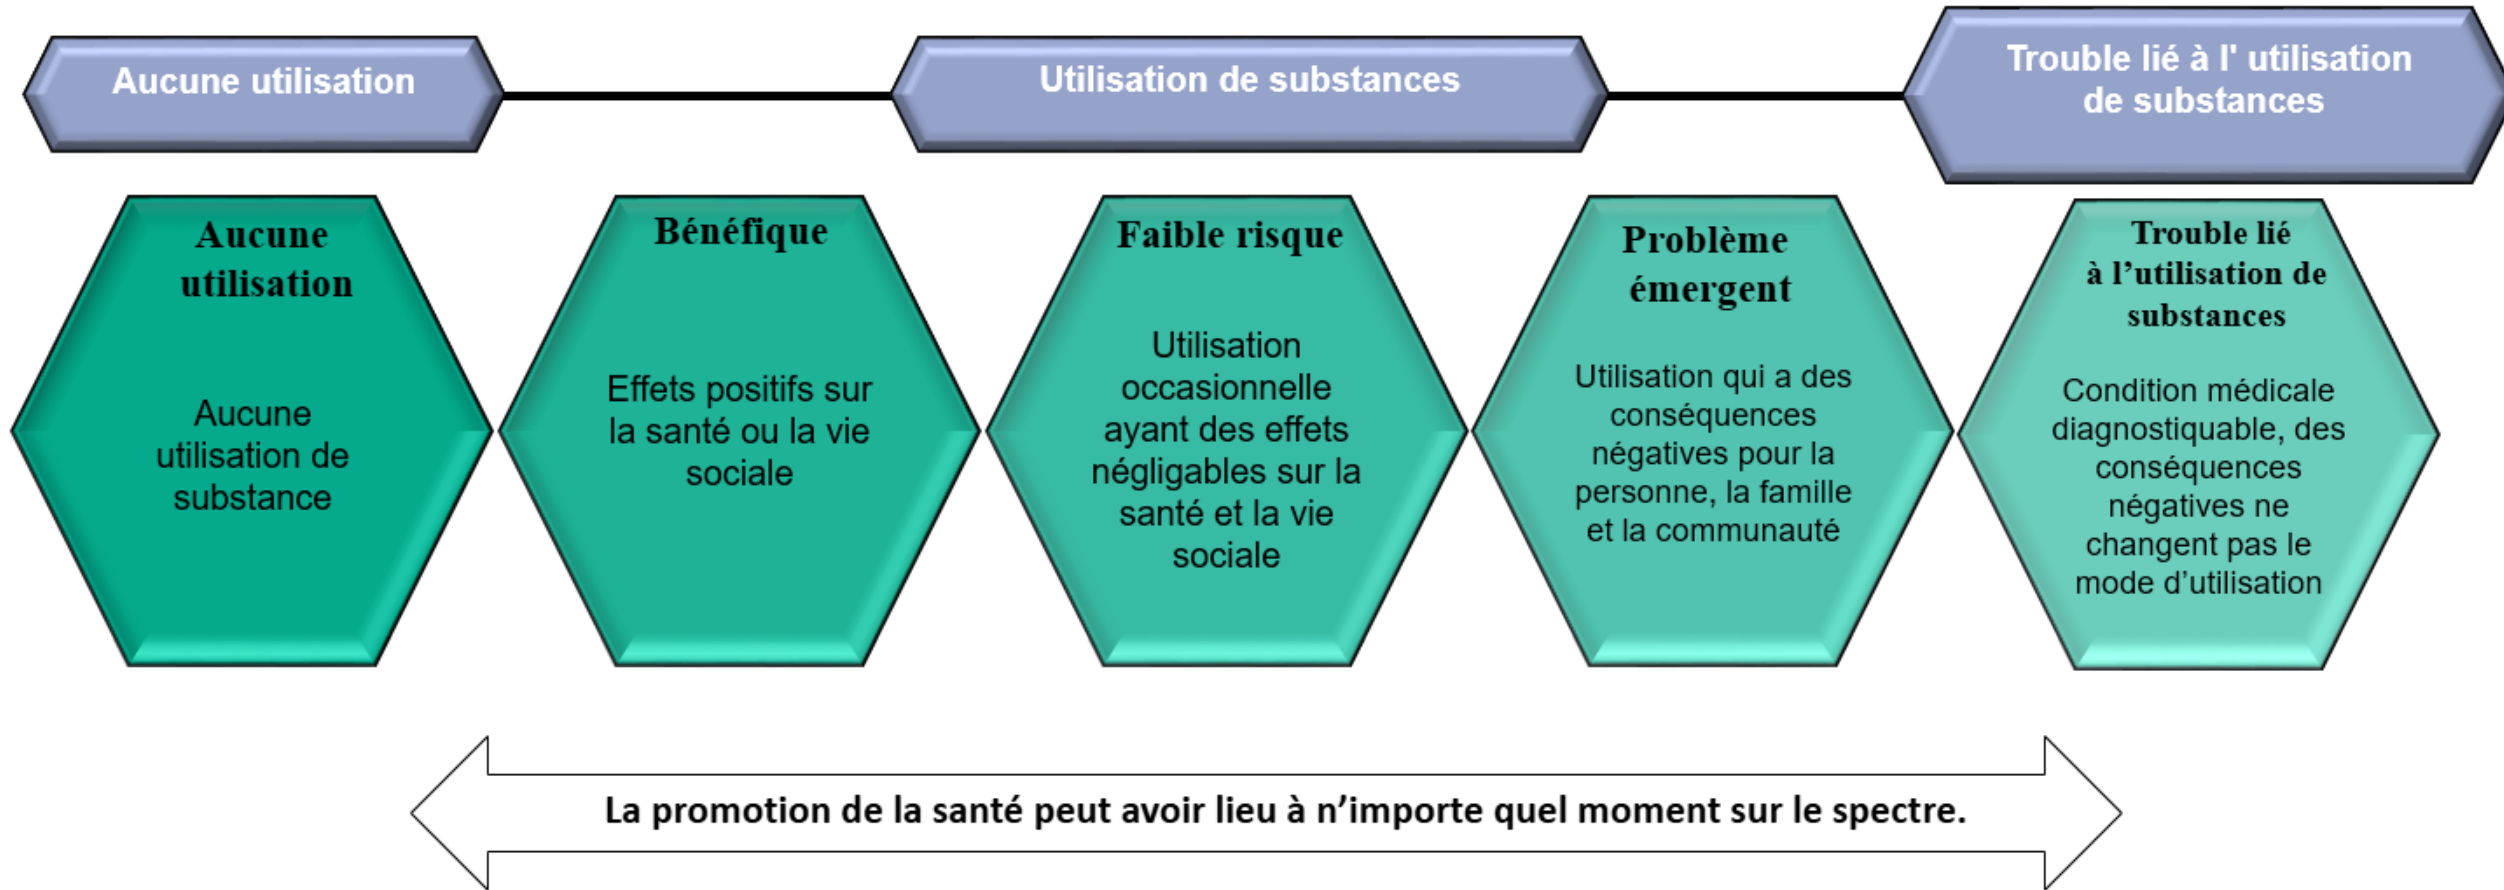 Aucune utilisation
Utilisation de substances
Trouble lié à l' utilisation
de substances
Aucune
utilisation
Aucune
utilisation de
substance
Bénéfique
Effets positifs sur
la santé ou la vie
sociale
Faible risque
Utilisation
occasionnelle
ayant des effets
négligables sur la
santé et la vie
sociale
Problème
émergent
Utilisation qui a des
conséquences
négatives pour la
personne, la famille
et la communauté
Trouble lié
à l’utilisation de
substances
Condition médicale
diagnostiquable, des
conséquences
négatives ne
changent pas le
mode d’utilisation
La promotion de la santé peut avoir lieu à n’importe quel moment sur le spectre.